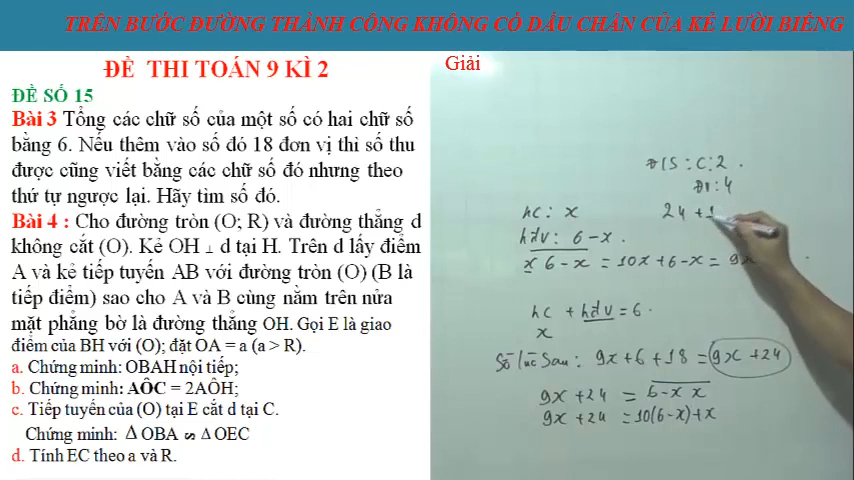 TRÊN BƯỚC ĐƯỜNG THÀNH CÔNG KHÔNG CÓ DẤU CHÂN CỦA KẺ LƯỜI BIẾNG
ĐỀ THI TOÁN 9 KÌ 2
ĐỀ SỐ 15
Bài 3 Tổng các chữ số của một số có hai chữ số
bằng 6. Nếu thêm vào số đó 18 đơn vị thì số thu
được cũng viết bằng các chữ số đó nhưng theo
thứ tự ngược lại. Hãy tìm số đó.
Bài 4 : Cho đường tròn (O; R) và đường thẳng d
không cắt (O). Kẻ OH ⊥ d tại H. Trên d lấy điểm
A và kẻ tiếp tuyến AB với đường tròn (O) (B là
tiếp điểm) sao cho A và B cùng nằm trên nửa
mặt phẳng bờ là đường thẳng OH. Gọi E là giao
điểm của BH với (O); đặt OA = a (a > R).
a. Chứng minh: OBAH nội tiếp;
b. Chứng minh: AÔC = 2AÔH;
c. Tiếp tuyến của (O) tại E cắt d tại C.
Chứng minh: Δ OBA ∽ Δ OEC
d. Tính EC theo a và R.
Giải
ĐS : C : 2
Đv : 4
24 + 1
hc : x
hđv : 6 - x .
x 6 - x = 10x + 6 - x = 9x
hc + hđv = 6 .
x
Số lúc sau : 9x + 6 + 18 = 9x + 24
9x + 24 = 6 - x x
9x + 24 = 10(6 - x) + x